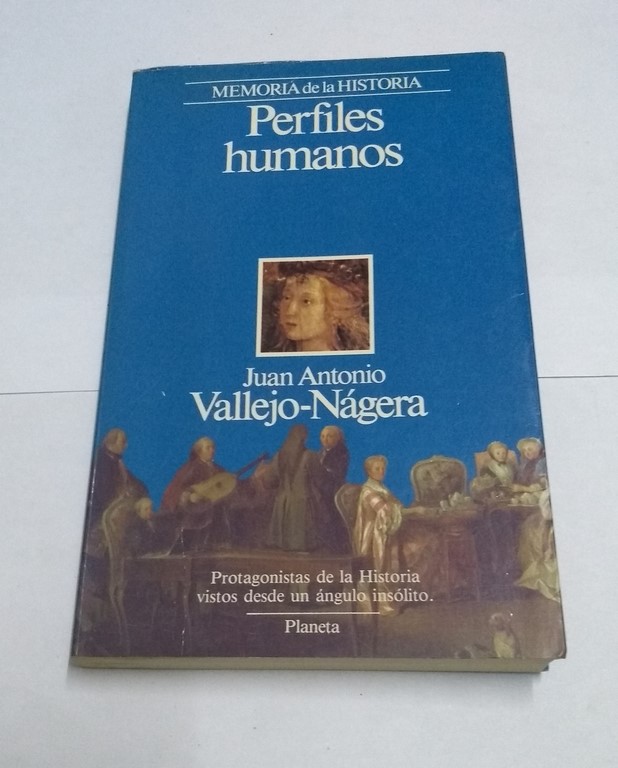 MEMORIA de la HISTORIA
Perfiles
humanos
Juan Antonio
Vallejo-Nágera
Protagonistas de la Historia
vistos desde un ángulo insólito.
Planeta